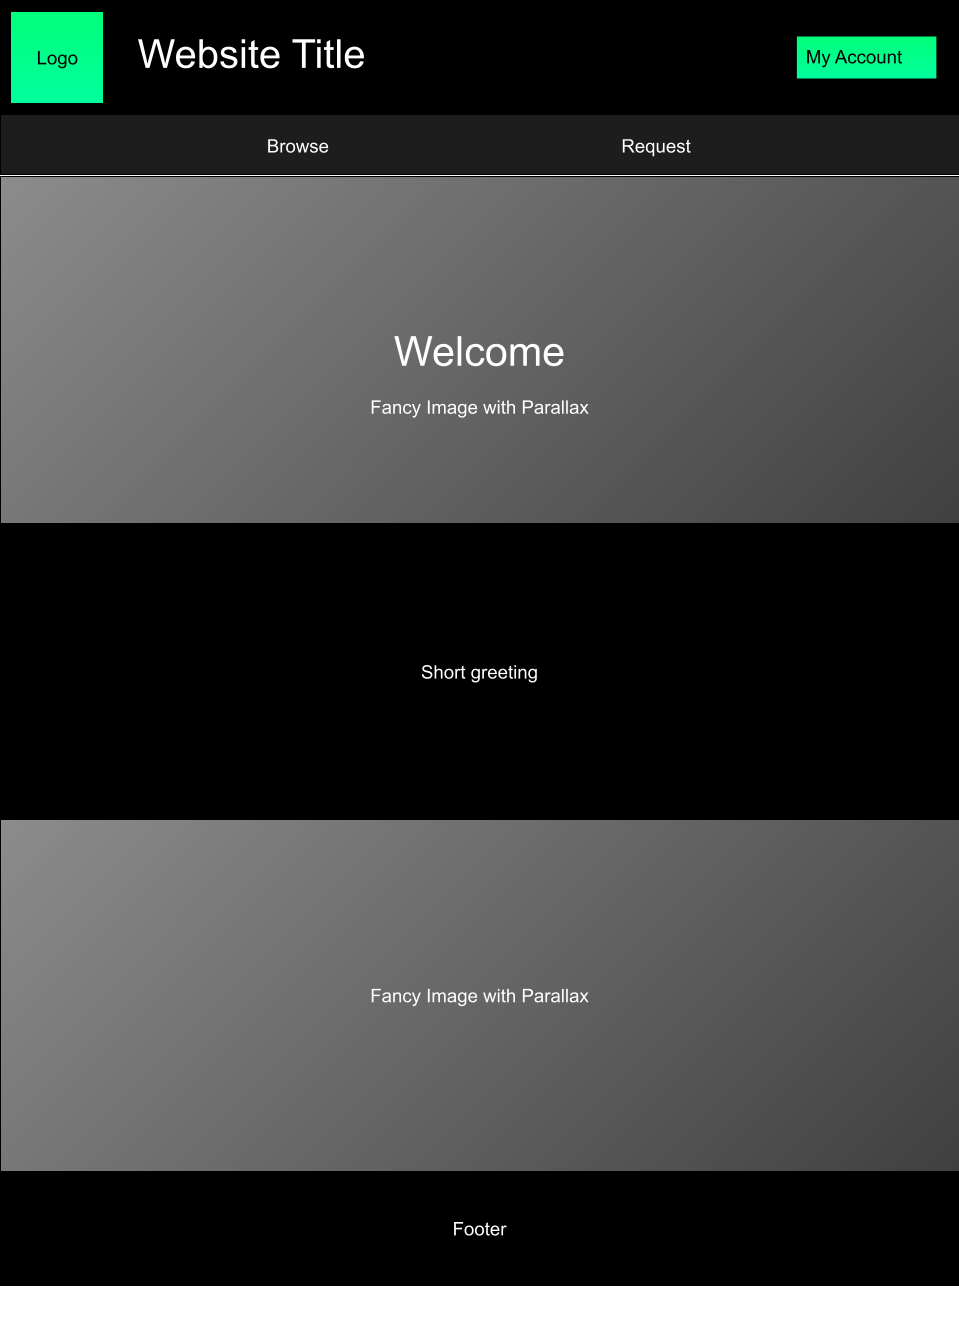 Logo
Website Title
My Account
Browse
Request
Welcome
Fancy Image with Parallax
Short greeting
Fancy Image with Parallax
Footer